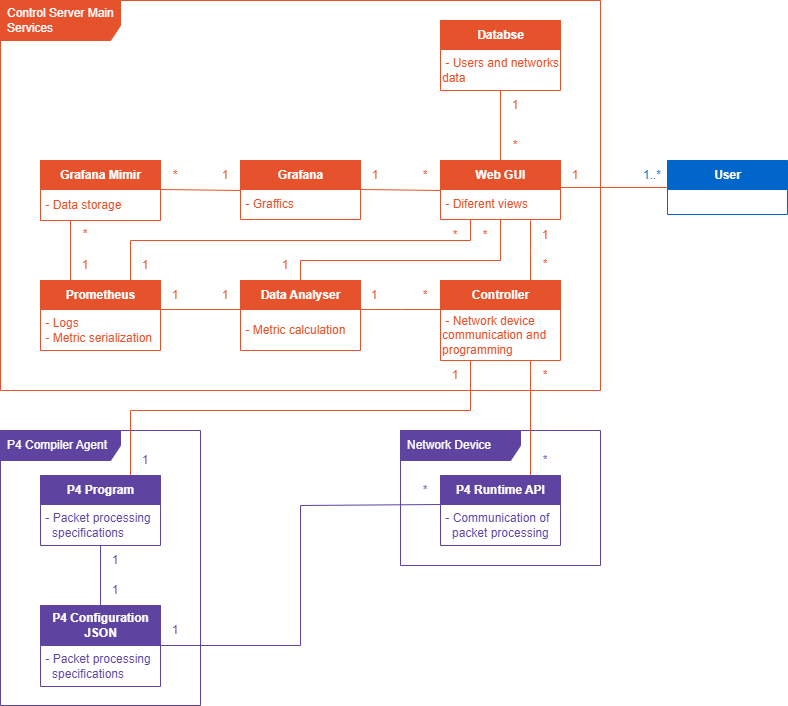 Control Server Main
Services
Databse
- Users and networks
data
1
*
Grafana Mimir
- Data storage
*
1
Grafana
- Graffics
1
*
Web GUI
- Diferent views
1
1..*
User
*
1
1
*
*
1
1
*
Prometheus
- Logs
- Metric serialization
1
1
Data Analyser
- Metric calculation
1
*
Controller
- Network device
communication and
programming
1
*
P4 Compiler Agent
1
Network Device
*
P4 Program
- Packet processing
specifications
*
P4 Runtime API
- Communication of
packet processing
1
1
P4 Configuration
JSON
- Packet processing
specifications
1